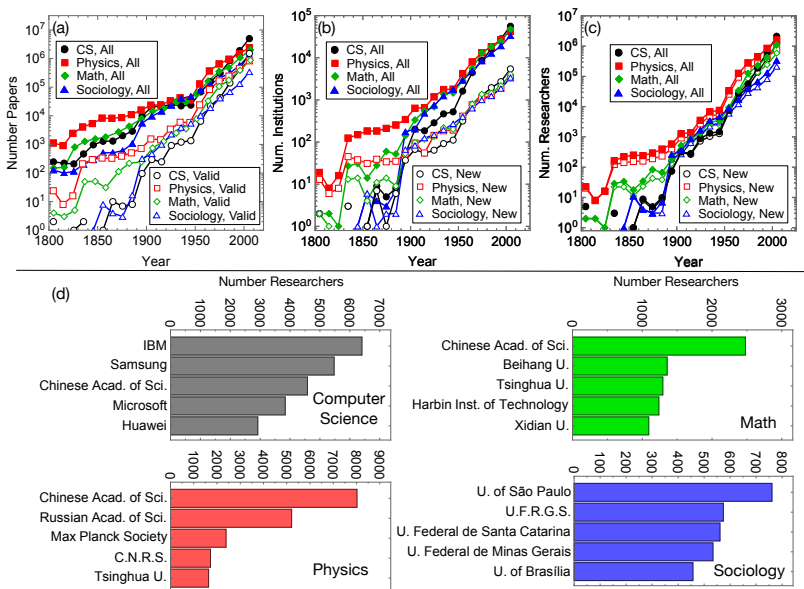 (a)
CS, All
Physics, All
Math, All
Sociology, All
CS, Valid
Physics, Valid
Math, Valid
Sociology, Valid
Number Papers
10^7
10^6
10^5
10^4
10^3
10^2
10^1
10^0
1800 1850 1900 1950 2000
Year
(b)
CS, All
Physics, All
Math, All
Sociology, All
CS, New
Physics, New
Math, New
Sociology, New
Num. Institutions
10^5
10^4
10^3
10^2
10^1
10^0
1800 1850 1900 1950 2000
Year
(c)
CS, All
Physics, All
Math, All
Sociology, All
CS, New
Physics, New
Math, New
Sociology, New
Num. Researchers
10^7
10^6
10^5
10^4
10^3
10^2
10^1
10^0
1800 1850 1900 1950 2000
Year
(d)
Number Researchers
0 1000 2000 3000 4000 5000 6000 7000
IBM
Samsung
Chinese Acad. of Sci.
Microsoft
Huawei
Computer
Science
Number Researchers
0 1000 2000 3000
Chinese Acad. of Sci.
Beihang U.
Tsinghua U.
Harbin Inst. of Technology
Xidian U.
Math
0 1000 2000 3000 4000 5000 6000 7000 8000 9000
Chinese Acad. of Sci.
Russian Acad. of Sci.
Max Planck Society
C.N.R.S.
Tsinghua U.
Physics
0 100 200 300 400 500 600 700 800
U. of São Paulo
U.F.R.G.S.
U. Federal de Santa Catarina
U. Federal de Minas Gerais
U. of Brasília
Sociology